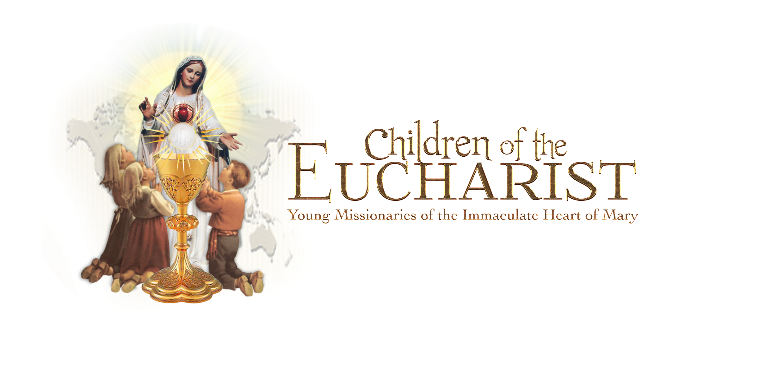 Children of the
EUCHARIST
Young Missionaries of the Immaculate Heart of Mary